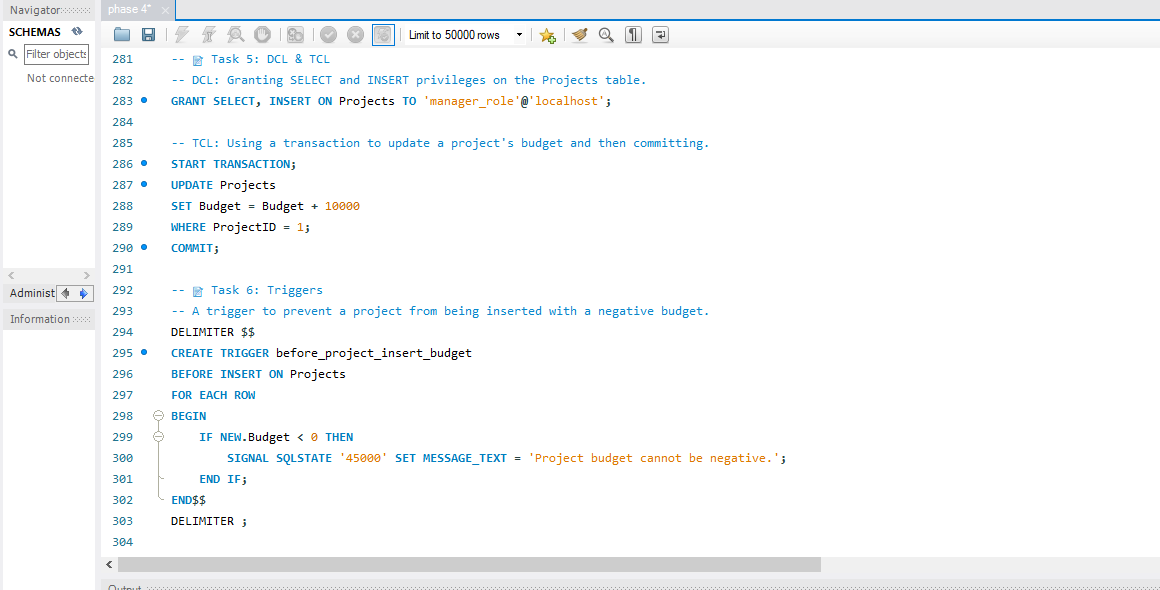 Navigator
phase 4*
SCHEMAS
Filter objects
Not connecte
Administ
Information
Limit to 50000 rows
281 -- 📝 Task 5: DCL & TCL
282 -- DCL: Granting SELECT and INSERT privileges on the Projects table.
283 GRANT SELECT, INSERT ON Projects TO 'manager_role'@'localhost';
284
285 -- TCL: Using a transaction to update a project's budget and then committing.
286 START TRANSACTION;
287 UPDATE Projects
288 SET Budget = Budget + 10000
289 WHERE ProjectID = 1;
290 COMMIT;
291
292 -- 📝 Task 6: Triggers
293 -- A trigger to prevent a project from being inserted with a negative budget.
294 DELIMITER $$
295 CREATE TRIGGER before_project_insert_budget
296 BEFORE INSERT ON Projects
297 FOR EACH ROW
298 BEGIN
299 IF NEW.Budget < 0 THEN
300 SIGNAL SQLSTATE '45000' SET MESSAGE_TEXT = 'Project budget cannot be negative.';
301 END IF;
302 END$$
303 DELIMITER ;
304
Output